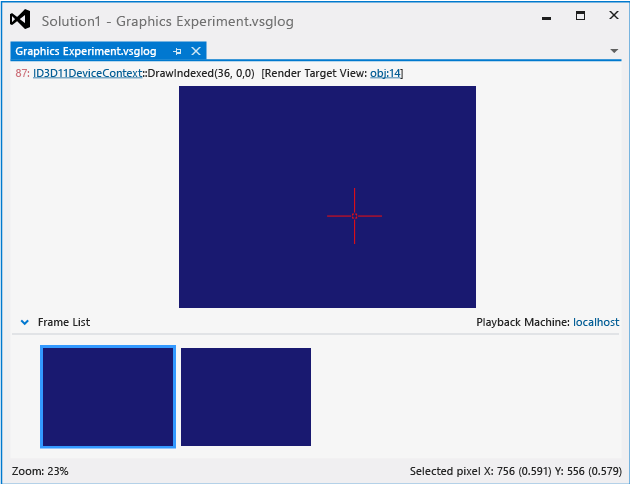 Solution1 - Graphics Experiment.vsglog
Graphics Experiment.vsglog
87: ID3D11DeviceContext::DrawIndexed(36, 0,0) [Render Target View: obj:14]
Frame List
Playback Machine: localhost
Zoom: 23%
Selected pixel X: 756 (0.591) Y: 556 (0.579)